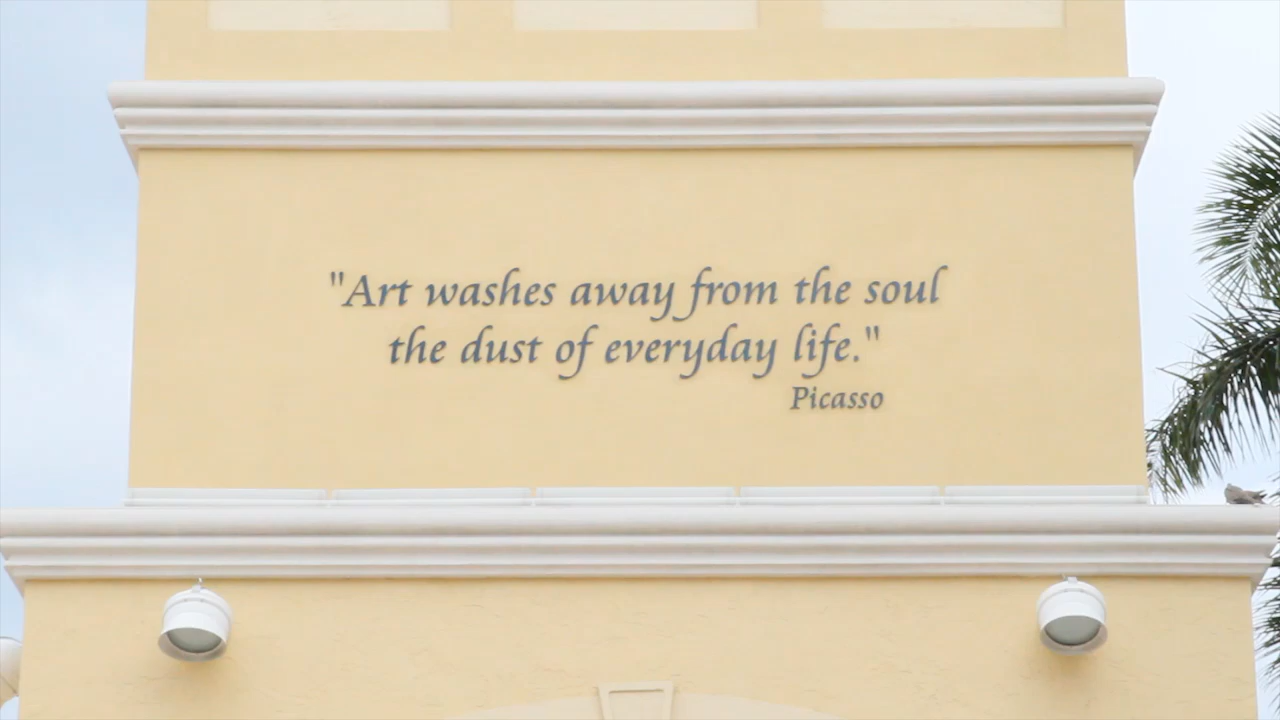 "Art washes away from the soul
the dust of everyday life."
Picasso